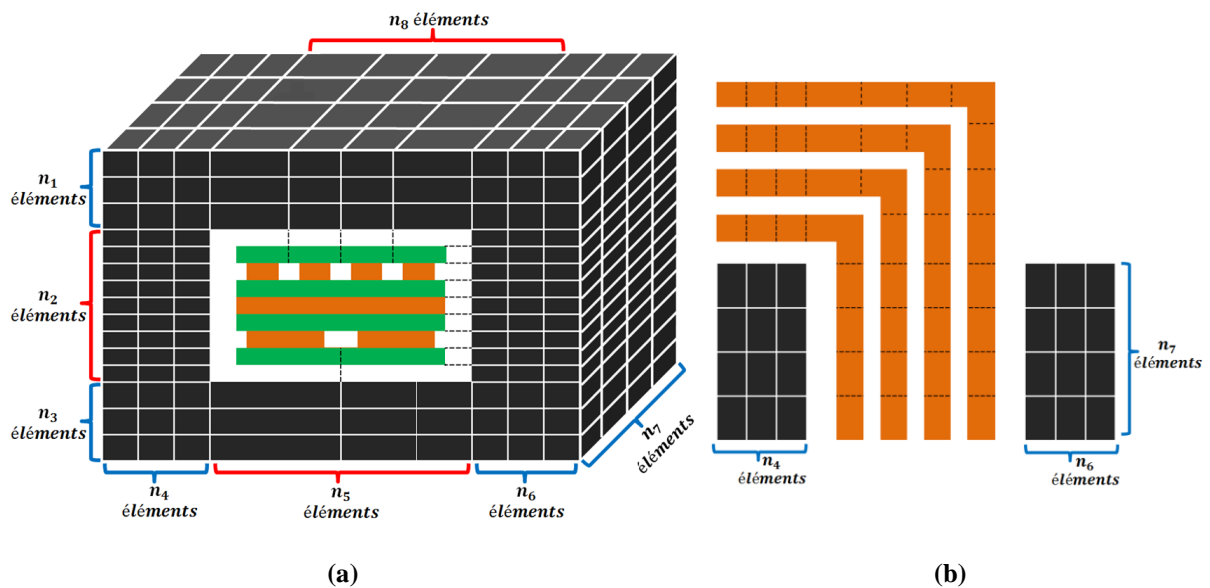 n₈ éléments
n₁
éléments
n₂
éléments
n₃
éléments
n₄
éléments
n₅
éléments
n₆
éléments
n₇
éléments
n₄
éléments
n₆
éléments
n₇
éléments
(a)
(b)